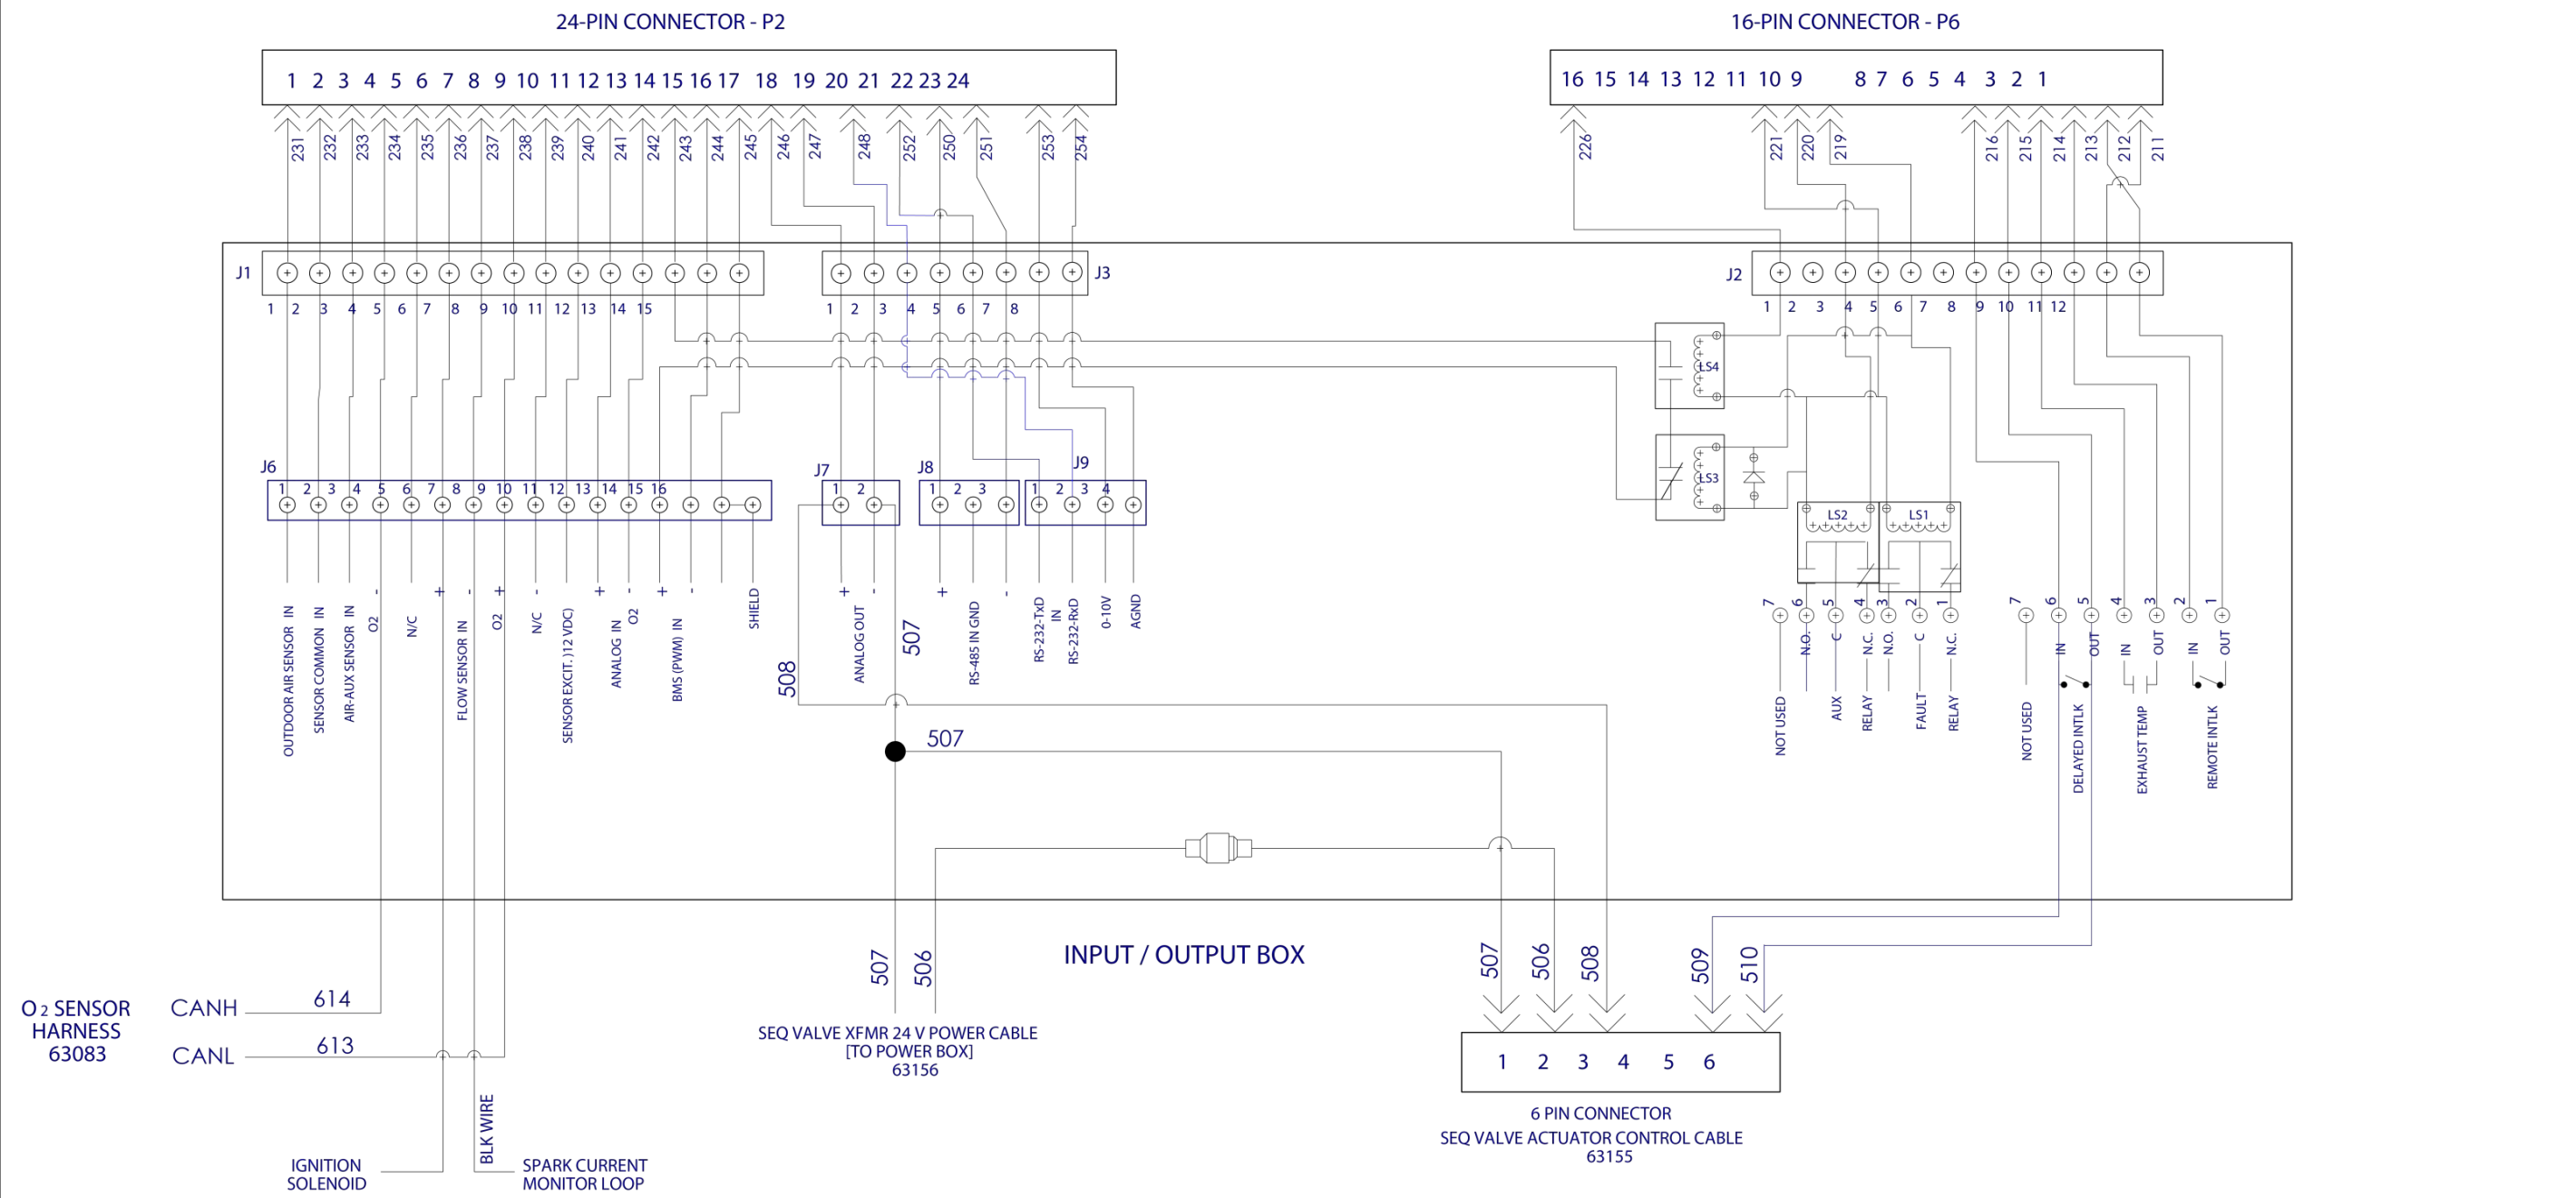 24-PIN CONNECTOR - P2
16-PIN CONNECTOR - P6
1 2 3 4 5 6 7 8 9 10 11 12 13 14 15 16 17 18 19 20 21 22 23 24
16 15 14 13 12 11 10 9 8 7 6 5 4 3 2 1
231 232 233 234 235 236 237 238 239 240 241 242 243 244 245 246 247 248 252 250 251 253 254
226 221 220 219 216 215 214 213 212 211
J1
J3
J2
1 2 3 4 5 6 7 8 9 10 11 12 13 14 15
1 2 3 4 5 6 7 8
1 2 3 4 5 6 7 8 9 10 11 12
LS4
LS3
LS2
LS1
J6
J7
J8
J9
1 2 3 4 5 6 7 8 9 10 11 12 13 14 15 16
1 2
1 2 3
1 2 3 4
- + - + - + - + -
+ -
+ -
OUTDOOR AIR SENSOR IN
SENSOR COMMON IN
AIR-AUX SENSOR IN
O2
N/C
FLOW SENSOR IN
O2
N/C
SENSOR EXCIT. )12 VDC)
ANALOG IN
O2
BMS (PWM) IN
SHIELD
ANALOG OUT
RS-485 IN GND
RS-232-TxD
IN
RS-232-RxD
0-10V
AGND
7 6 5 4 3 2 1
N.O. C N.C. N.O. C N.C.
NOT USED
AUX
RELAY
FAULT
RELAY
7 6 5 4 3 2 1
IN OUT IN OUT IN OUT
NOT USED
DELAYED INTLK
EXHAUST TEMP
REMOTE INTLK
508
507
507
INPUT / OUTPUT BOX
507
506
507
506
508
509
510
O2 SENSOR
HARNESS
63083
CANH
614
CANL
613
SEQ VALVE XFMR 24 V POWER CABLE
[TO POWER BOX]
63156
1 2 3 4 5 6
6 PIN CONNECTOR
SEQ VALVE ACTUATOR CONTROL CABLE
63155
BLK WIRE
IGNITION
SOLENOID
SPARK CURRENT
MONITOR LOOP